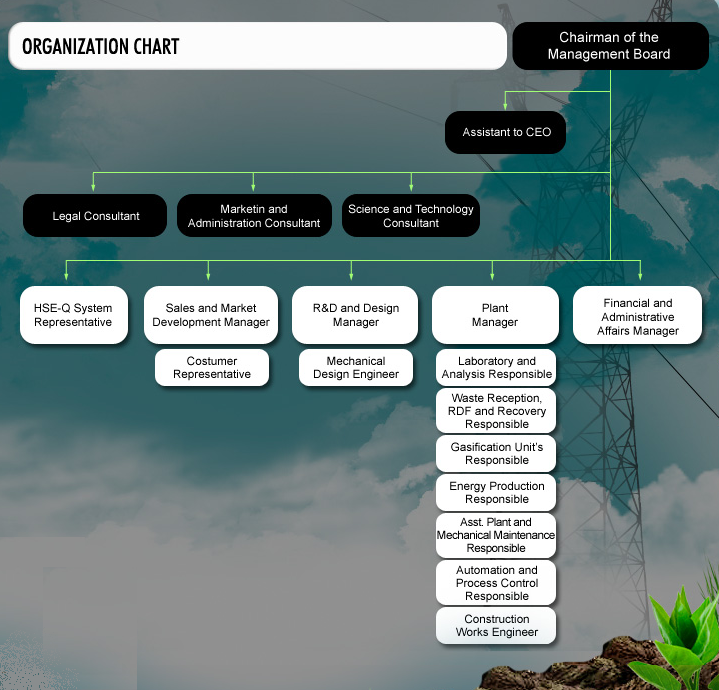 ORGANIZATION CHART
Chairman of the
Management Board
Assistant to CEO
Legal Consultant
Marketin and
Administration Consultant
Science and Technology
Consultant
HSE-Q System
Representative
Sales and Market
Development Manager
R&D and Design
Manager
Plant
Manager
Financial and
Administrative
Affairs Manager
Costumer
Representative
Mechanical
Design Engineer
Laboratory and
Analysis Responsible
Waste Reception,
RDF and Recovery
Responsible
Gasification Unit's
Responsible
Energy Production
Responsible
Asst. Plant and
Mechanical Maintenance
Responsible
Automation and
Process Control
Responsible
Construction
Works Engineer